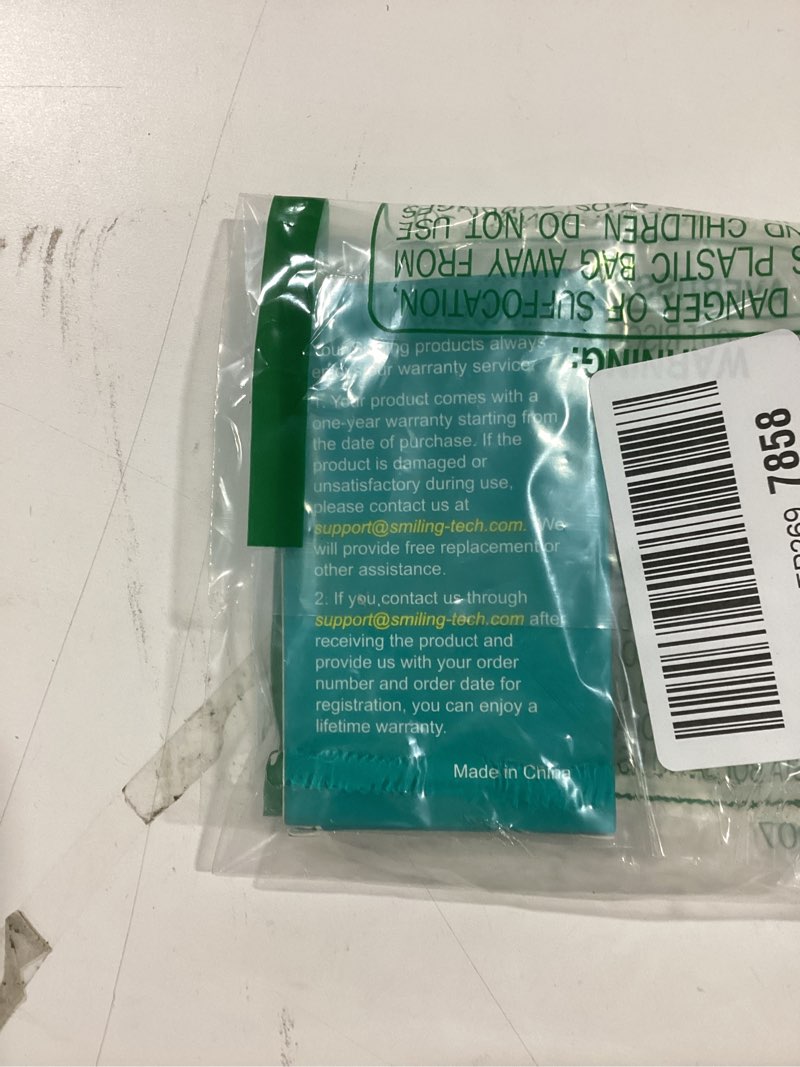 products always
warranty service.
1. Your product comes with a
one-year warranty starting from
the date of purchase. If the
product is damaged or
unsatisfactory during use,
please contact us at
support@smiling-tech.com. We
will provide free replacement or
other assistance.
2. If you contact us through
support@smiling-tech.com after
receiving the product and
provide us with your order
number and order date for
registration, you can enjoy a
lifetime warranty.
Made in China
WARNING:
DANGER OF SUFFOCATION,
PLASTIC BAG AWAY FROM
CHILDREN. DO NOT USE
7858